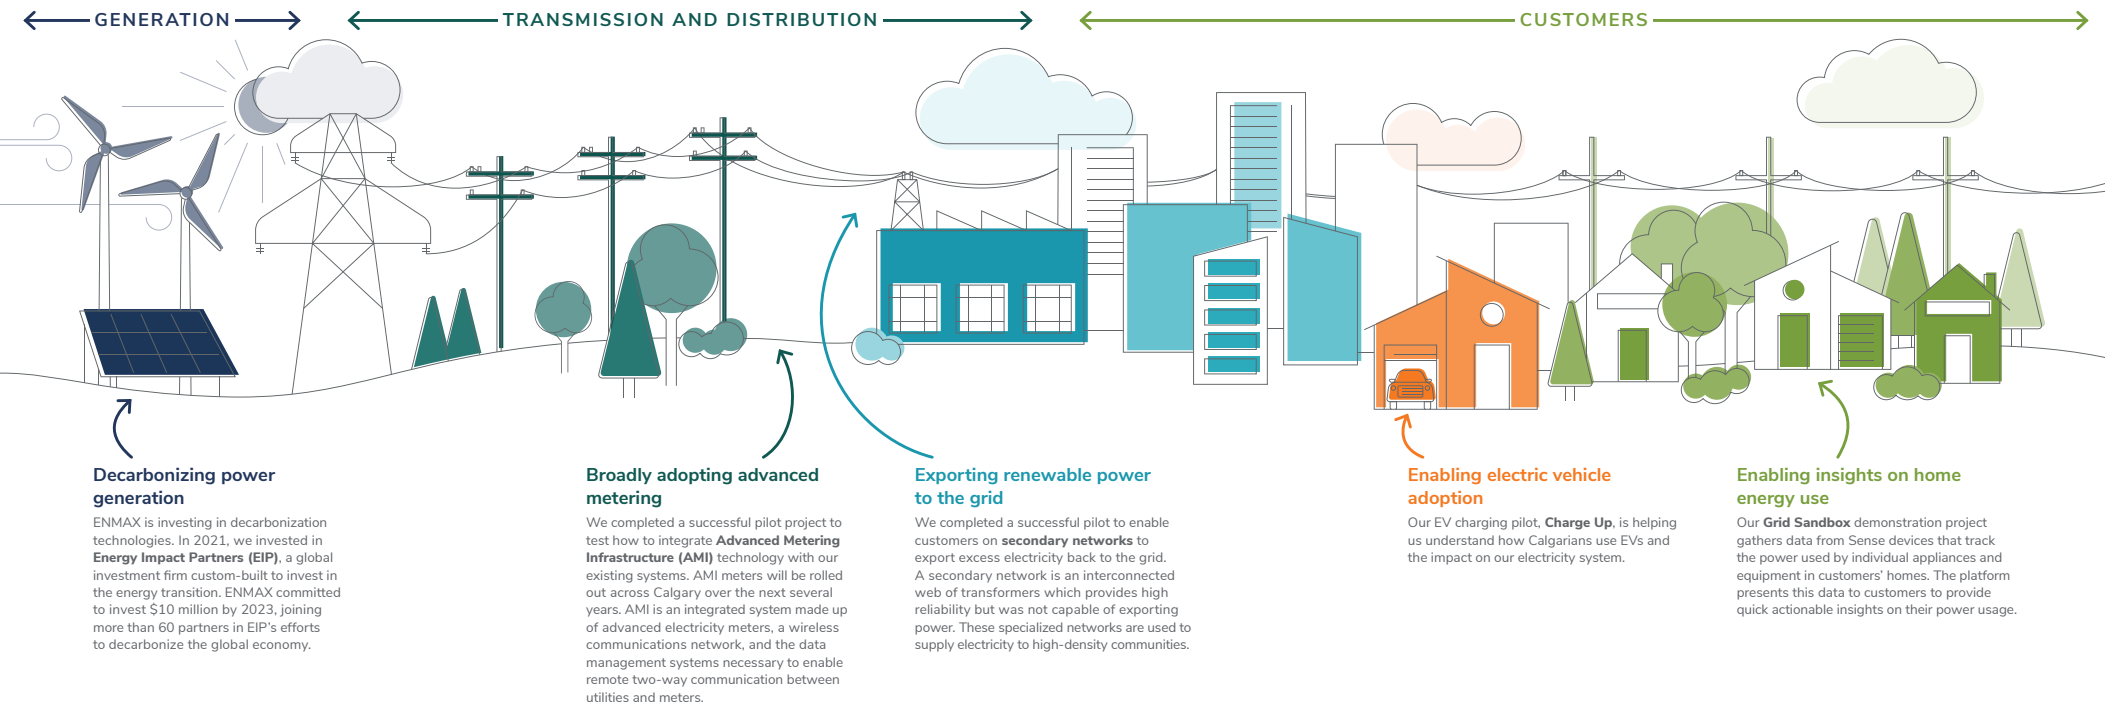 GENERATION
TRANSMISSION AND DISTRIBUTION
CUSTOMERS
Decarbonizing power
generation
ENMAX is investing in decarbonization
technologies. In 2021, we invested in
Energy Impact Partners (EIP), a global
investment firm custom-built to invest in
the energy transition. ENMAX committed
to invest $10 million by 2023, joining
more than 60 partners in EIP’s efforts
to decarbonize the global economy.
Broadly adopting advanced
metering
We completed a successful pilot project to
test how to integrate Advanced Metering
Infrastructure (AMI) technology with our
existing systems. AMI meters will be rolled
out across Calgary over the next several
years. AMI is an integrated system made up
of advanced electricity meters, a wireless
communications network, and the data
management systems necessary to enable
remote two-way communication between
utilities and meters.
Exporting renewable power
to the grid
We completed a successful pilot to enable
customers on secondary networks to
export excess electricity back to the grid.
A secondary network is an interconnected
web of transformers which provides high
reliability but was not capable of exporting
power. These specialized networks are used to
supply electricity to high-density communities.
Enabling electric vehicle
adoption
Our EV charging pilot, Charge Up, is helping
us understand how Calgarians use EVs and
the impact on our electricity system.
Enabling insights on home
energy use
Our Grid Sandbox demonstration project
gathers data from Sense devices that track
the power used by individual appliances and
equipment in customers’ homes. The platform
presents this data to customers to provide
quick actionable insights on their power usage.